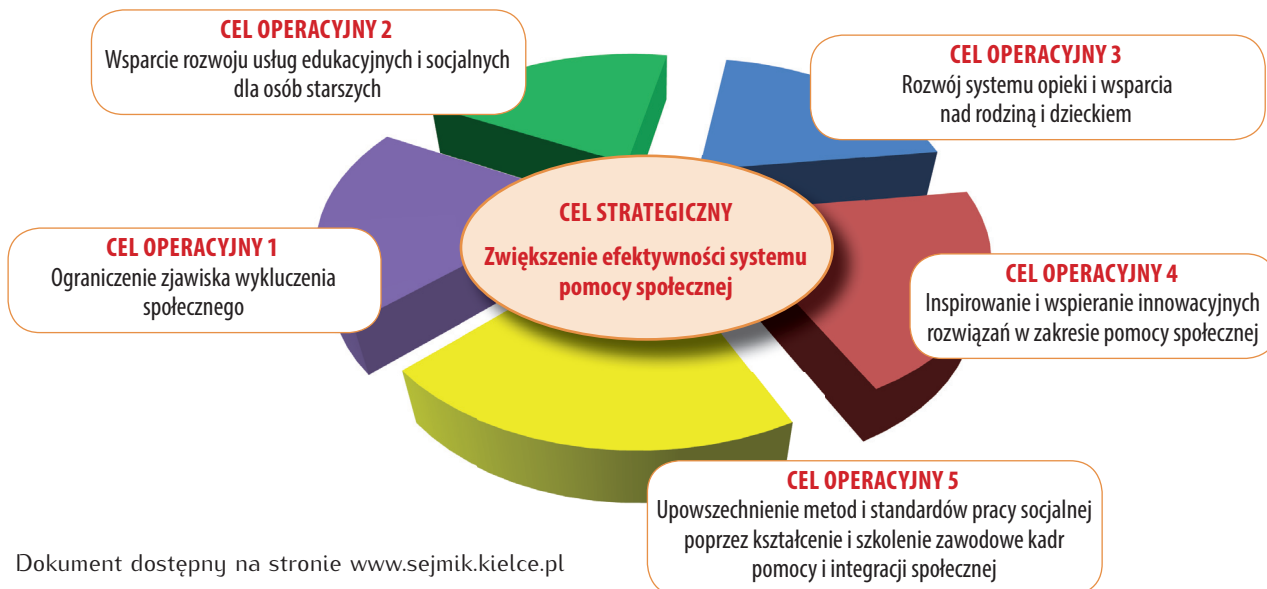 CEL OPERACYJNY 2
Wsparcie rozwoju usług edukacyjnych i socjalnych
dla osób starszych
CEL OPERACYJNY 3
Rozwój systemu opieki i wsparcia
nad rodziną i dzieckiem
CEL STRATEGICZNY
Zwiększenie efektywności systemu
pomocy społecznej
CEL OPERACYJNY 1
Ograniczenie zjawiska wykluczenia
społecznego
CEL OPERACYJNY 4
Inspirowanie i wspieranie innowacyjnych
rozwiązań w zakresie pomocy społecznej
CEL OPERACYJNY 5
Upowszechnienie metod i standardów pracy socjalnej
poprzez kształcenie i szkolenie zawodowe kadr
pomocy i integracji społecznej
Dokument dostępny na stronie www.sejmik.kielce.pl